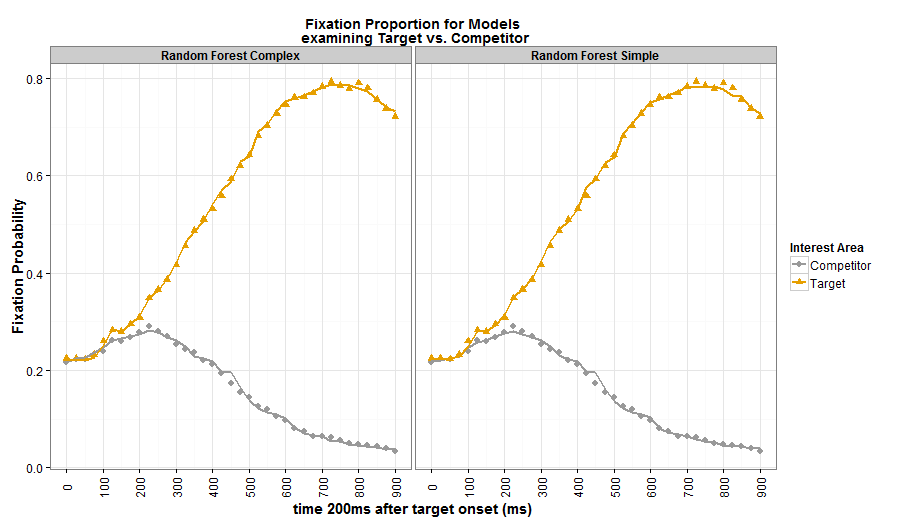 Fixation Proportion for Models
examining Target vs. Competitor
Random Forest Complex
Random Forest Simple
Fixation Probability
0.8
0.6
0.4
0.2
0.0
0 100 200 300 400 500 600 700 800 900
0 100 200 300 400 500 600 700 800 900
time 200ms after target onset (ms)
Interest Area
Competitor
Target